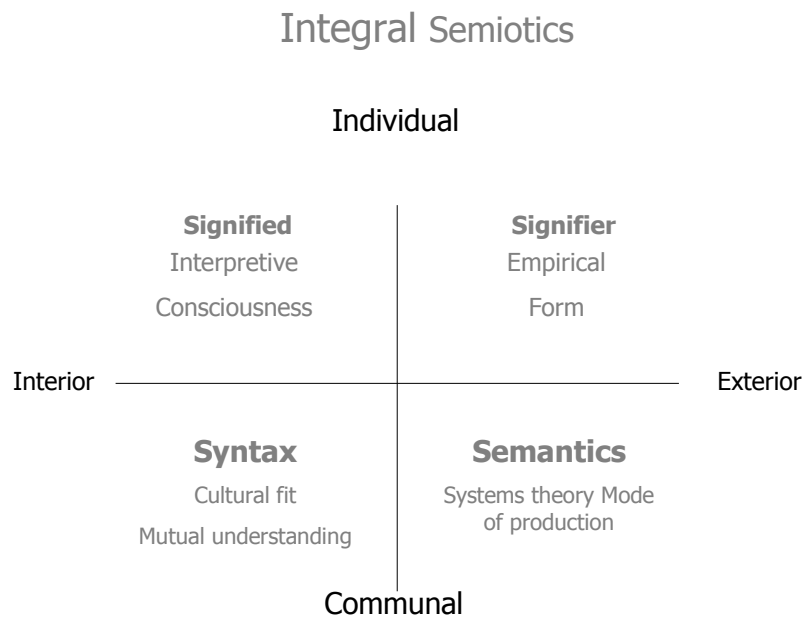 Integral Semiotics
Individual
Signified
Interpretive
Consciousness
Signifier
Empirical
Form
Interior
Exterior
Syntax
Cultural fit
Mutual understanding
Semantics
Systems theory Mode
of production
Communal